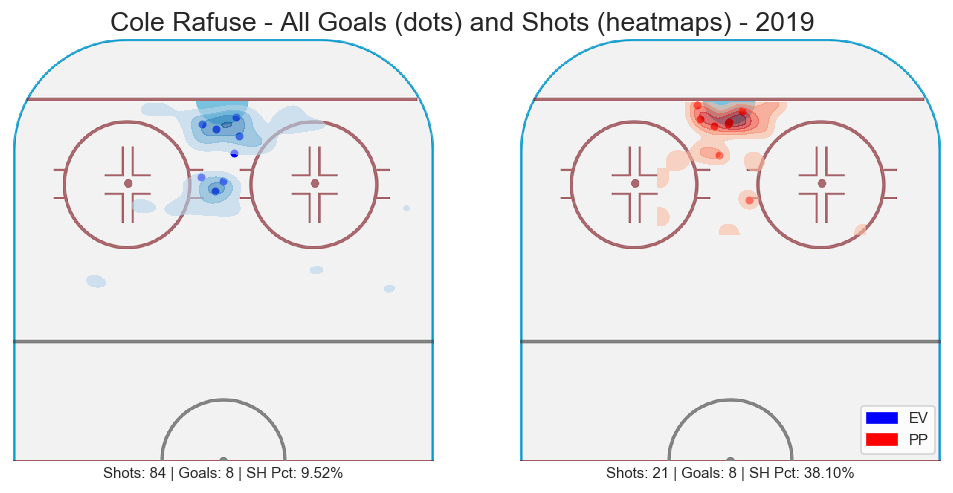 Cole Rafuse - All Goals (dots) and Shots (heatmaps) - 2019
EV
PP
Shots: 84 | Goals: 8 | SH Pct: 9.52%
Shots: 21 | Goals: 8 | SH Pct: 38.10%